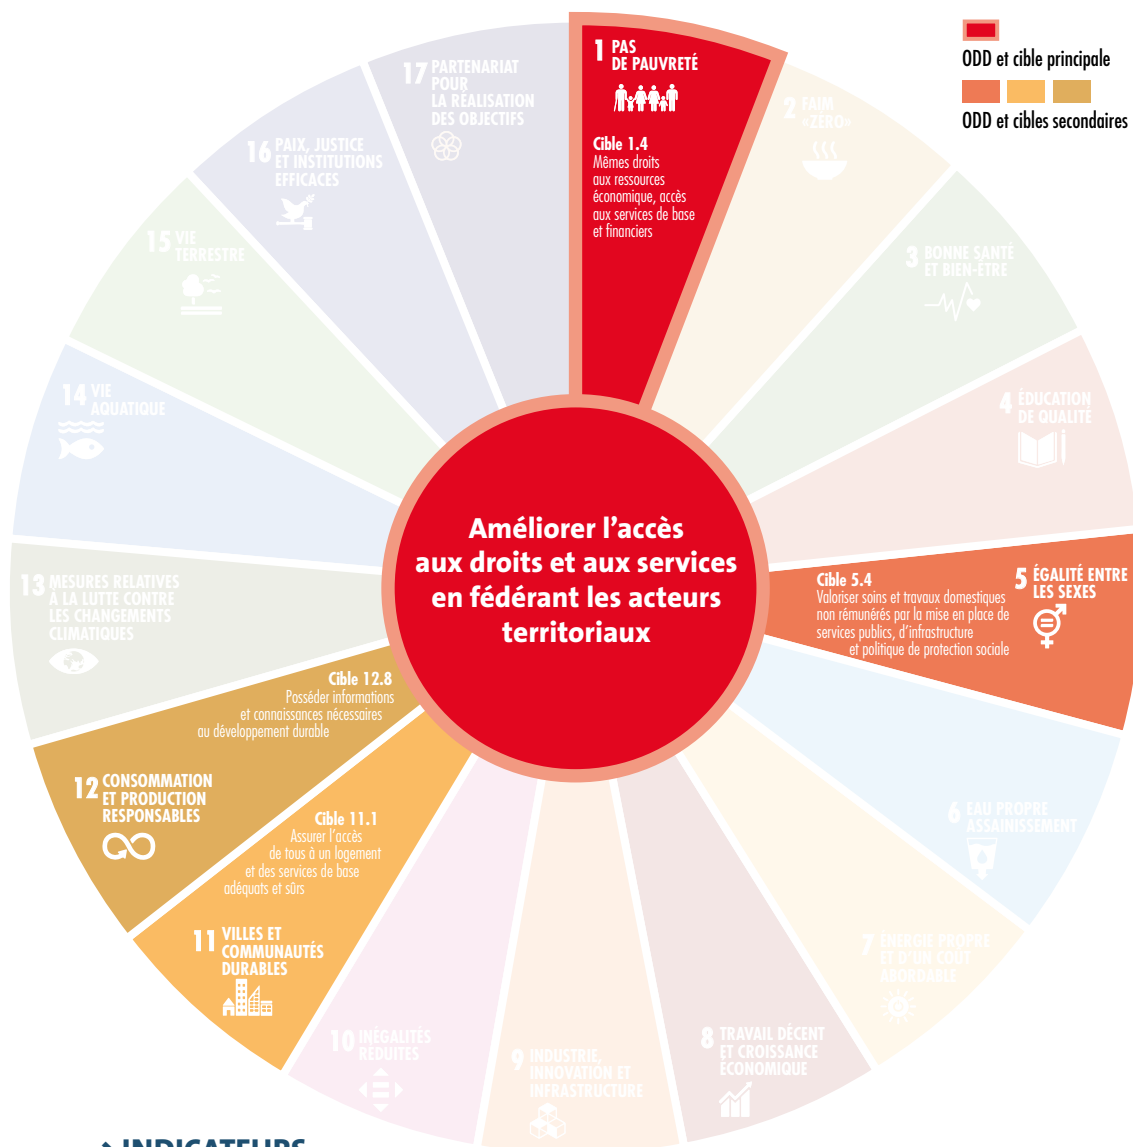 1 PAS
DE PAUVRETÉ
Cible 1.4
Mêmes droits
aux ressources
économique, accès
aux services de base
et financiers
ODD et cible principale
ODD et cibles secondaires
2 FAIM
«ZÉRO»
3 BONNE SANTÉ
ET BIEN-ÊTRE
4 ÉDUCATION
DE QUALITÉ
5 ÉGALITÉ ENTRE
LES SEXES
Cible 5.4
Valoriser soins et travaux domestiques
non rémunérés par la mise en place de
services publics, d’infrastructure
et politique de protection sociale
6 EAU PROPRE
ASSAINISSEMENT
7 ÉNERGIE PROPRE
ET D’UN COÛT
ABORDABLE
8 TRAVAIL DÉCENT
ET CROISSANCE
ÉCONOMIQUE
9 INDUSTRIE,
INNOVATION ET
INFRASTRUCTURE
10 INÉGALITÉS
RÉDUITES
Cible 11.1
Assurer l’accès
de tous à un logement
et des services de base
adéquats et sûrs
11 VILLES ET
COMMUNAUTÉS
DURABLES
Cible 12.8
Posséder informations
et connaissances nécessaires
au développement durable
12 CONSOMMATION
ET PRODUCTION
RESPONSABLES
13 MESURES RELATIVES
A LA LUTTE CONTRE
LES CHANGEMENTS
CLIMATIQUES
14 VIE
AQUATIQUE
15 VIE
TERRESTRE
16 PAIX, JUSTICE
ET INSTITUTIONS
EFFICACES
17 PARTENARIAT
POUR
LA RÉALISATION
DES OBJECTIFS
Améliorer l’accès
aux droits et aux services
en fédérant les acteurs
territoriaux
INDICATEURS